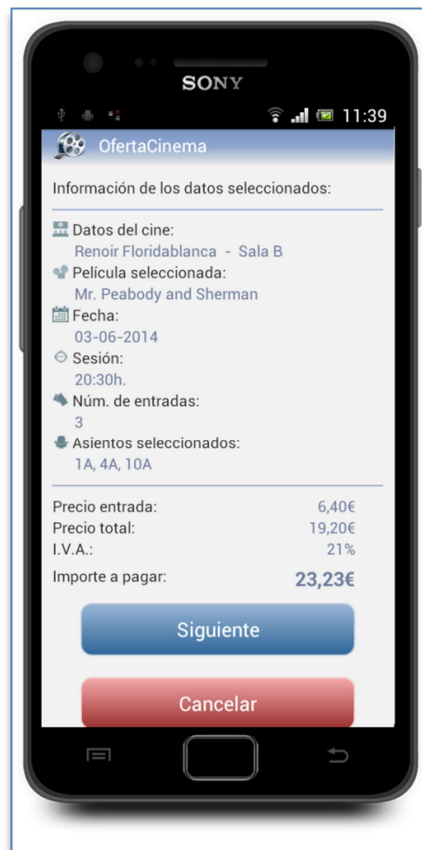 SONY
11:39
OfertaCinema
Información de los datos seleccionados:
Datos del cine:
Renoir Floridablanca - Sala B
Película seleccionada:
Mr. Peabody and Sherman
Fecha:
03-06-2014
Sesión:
20:30h.
Núm. de entradas:
3
Asientos seleccionados:
1A, 4A, 10A
Precio entrada: 6,40€
Precio total: 19,20€
I.V.A.: 21%
Importe a pagar: 23,23€
Siguiente
Cancelar